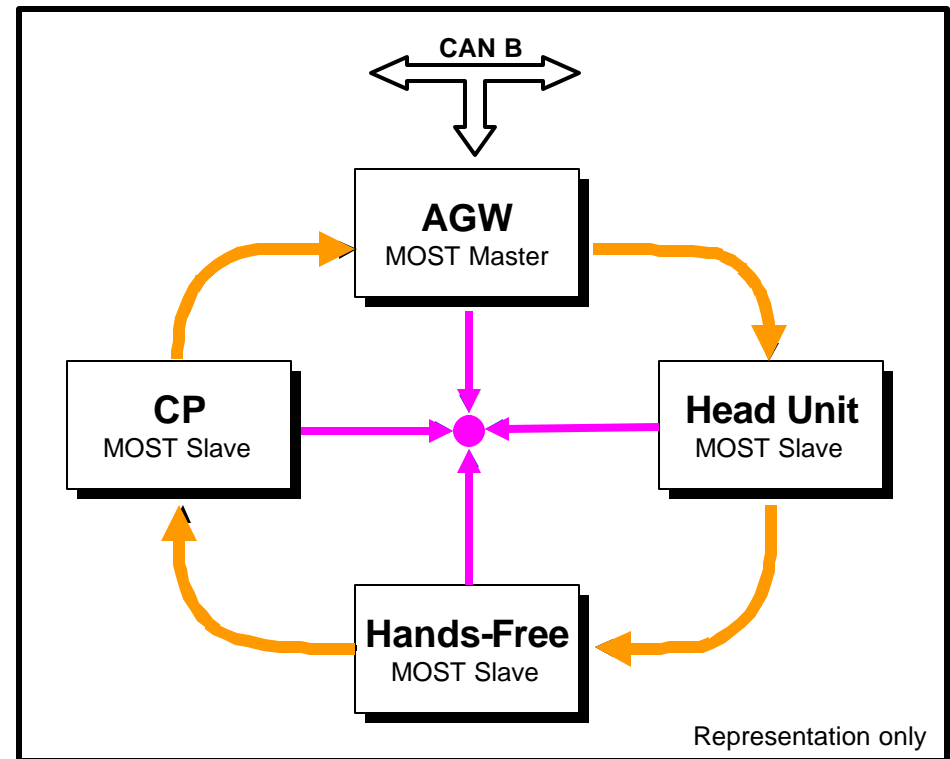 CAN B
AGW
MOST Master
CP
MOST Slave
Head Unit
MOST Slave
Hands-Free
MOST Slave
Representation only